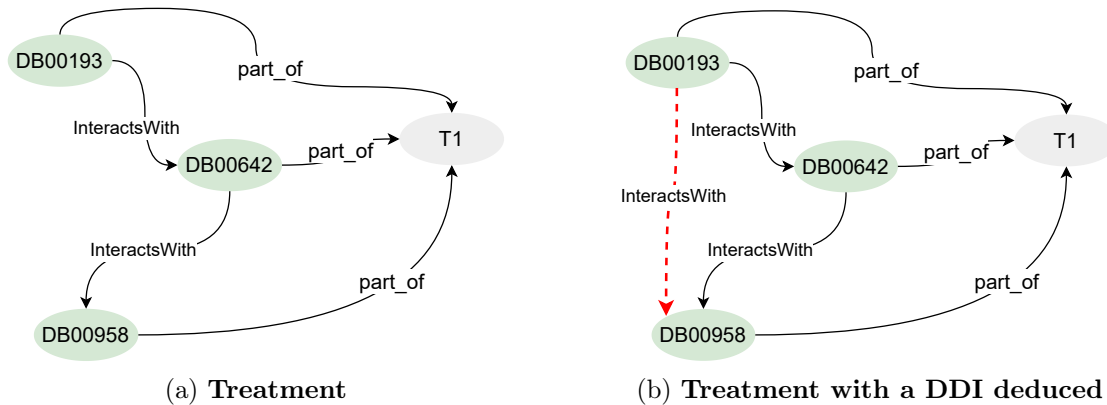 DB00193
part_of
InteractsWith
T1
DB00642
part_of
InteractsWith
part_of
DB00958
(a) Treatment
DB00193
part_of
InteractsWith
T1
DB00642
part_of
InteractsWith
InteractsWith
part_of
DB00958
(b) Treatment with a DDI deduced